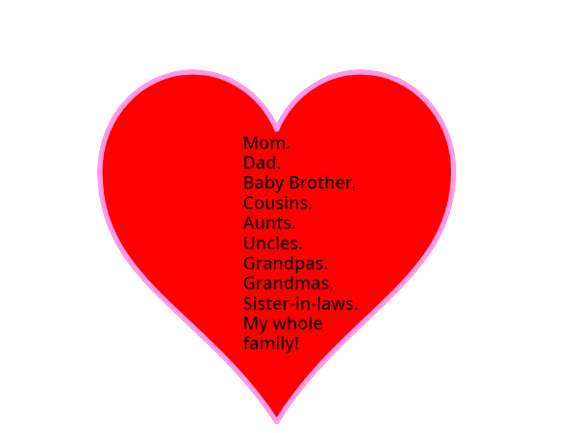 Mom.
Dad.
Baby Brother.
Cousins.
Aunts.
Uncles.
Grandpas.
Grandmas.
Sister-in-laws.
My whole
family!